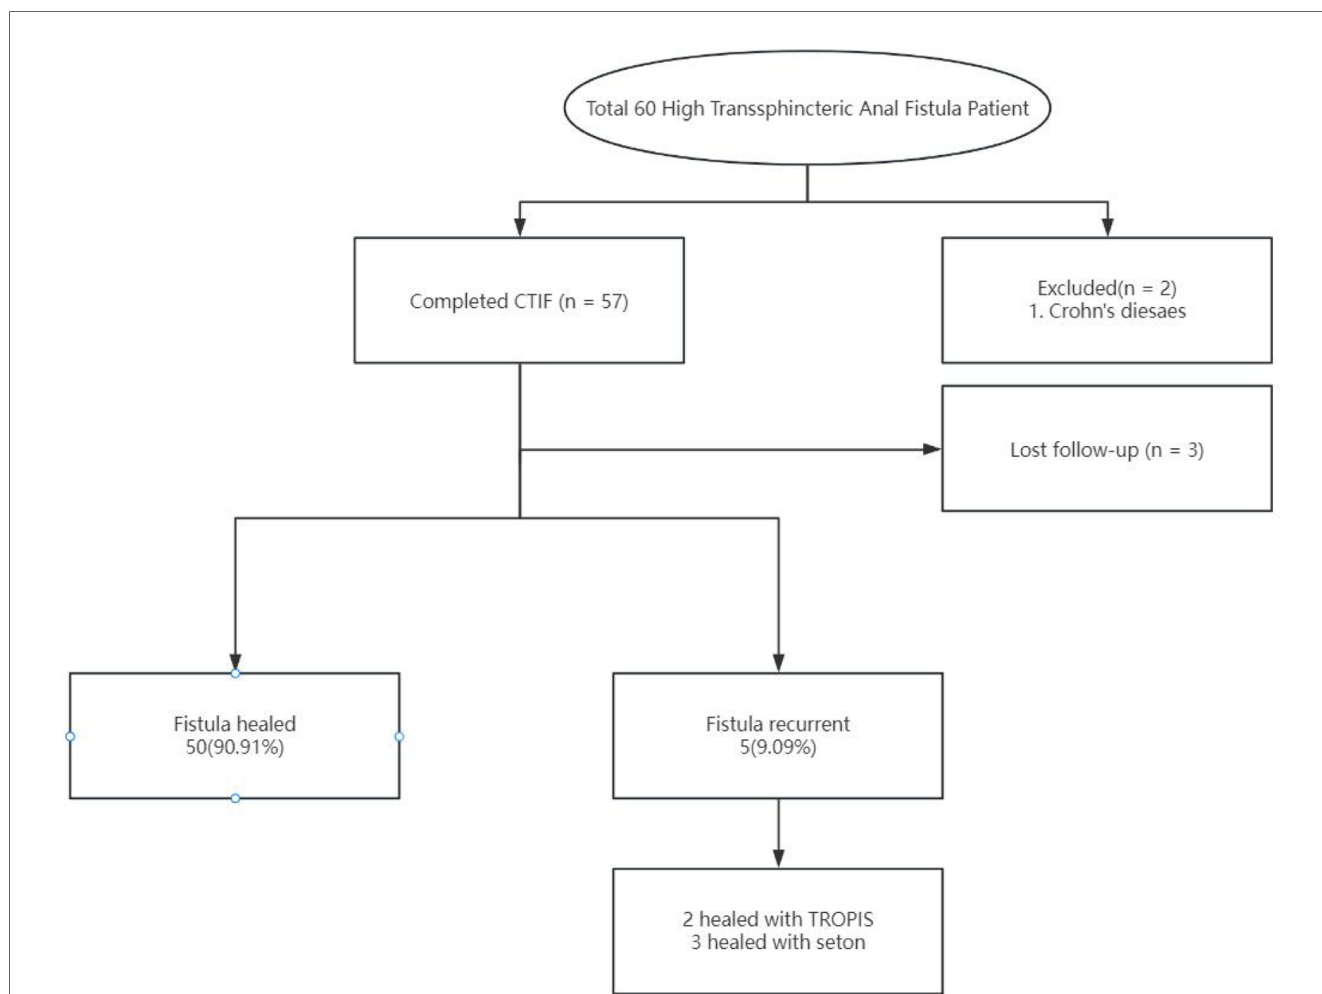 Total 60 High Transsphincteric Anal Fistula Patient
Completed CTIF (n = 57)
Excluded(n = 2)
1. Crohn's diesaes
Lost follow-up (n = 3)
Fistula healed
50(90.91%)
Fistula recurrent
5(9.09%)
2 healed with TROPIS
3 healed with seton